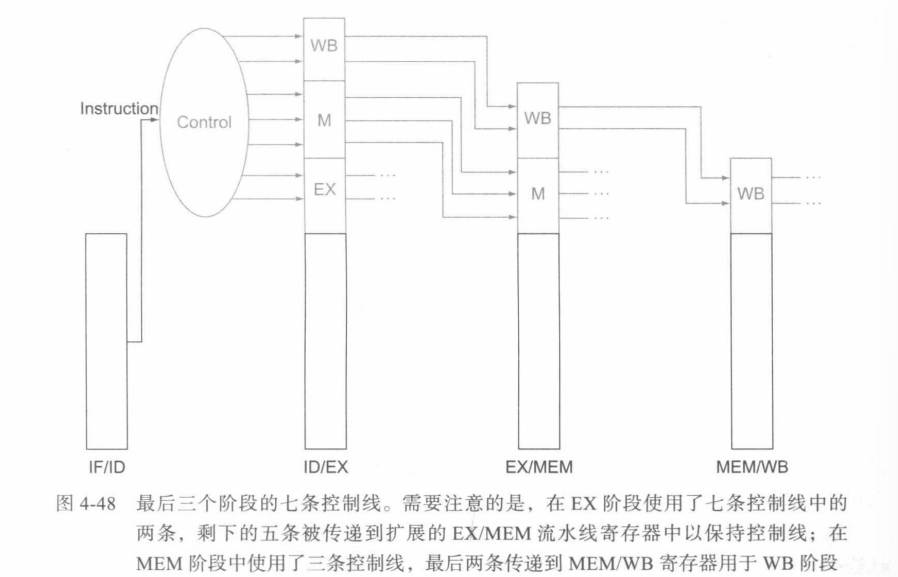 WB
Instruction
Control
M
WB
EX
...
M
...
WB
...
...
...
...
...
IF/ID
ID/EX
EX/MEM
MEM/WB
图 4-48 最后三个阶段的七条控制线。需要注意的是，在 EX 阶段使用了七条控制线中的
两条，剩下的五条被传递到扩展的 EX/MEM 流水线寄存器中以保持控制线；在
MEM 阶段中使用了三条控制线，最后两条传递到 MEM/WB 寄存器用于 WB 阶段